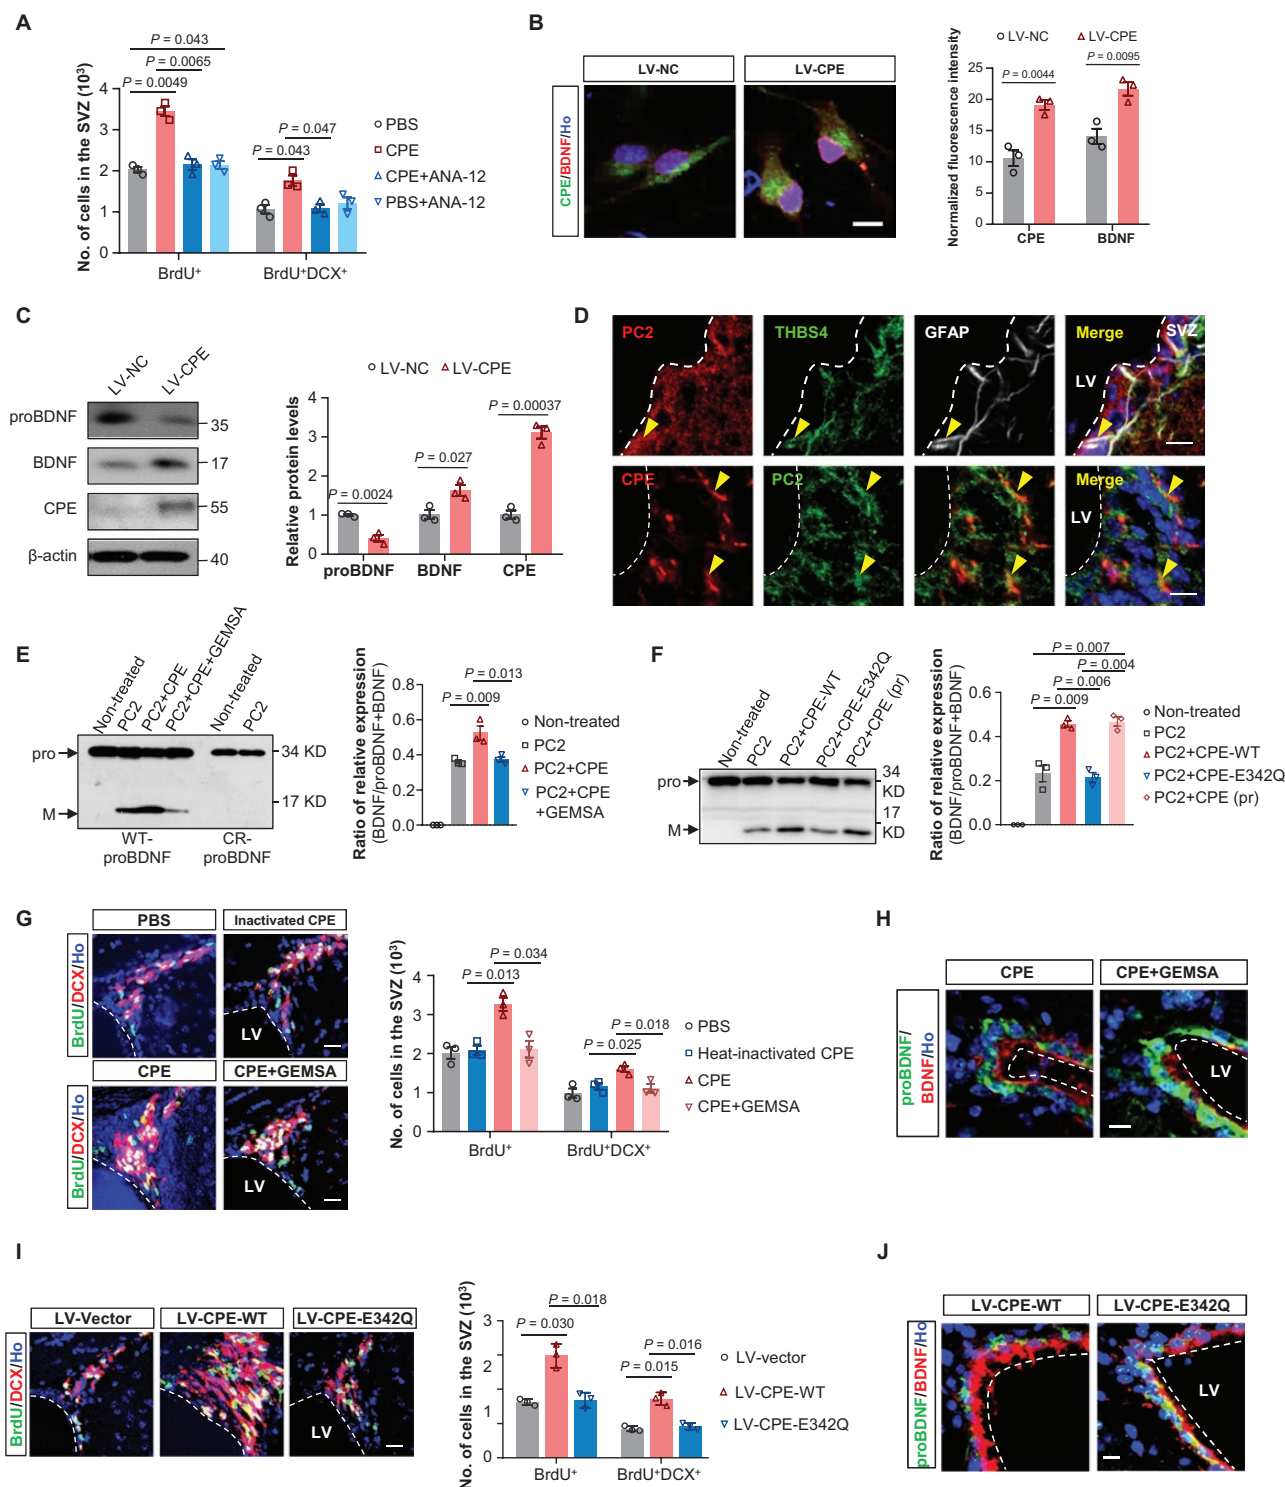 A
No. of cells in the SVZ (10³)
P = 0.043
P = 0.0065
P = 0.0049
P = 0.047
P = 0.043
4
3
2
1
0
BrdU⁺
BrdU⁺DCX⁺
PBS
CPE
CPE+ANA-12
PBS+ANA-12
B
LV-NC
LV-CPE
CPE/BDNF/Ho
LV-NC
LV-CPE
P = 0.0044
P = 0.0095
Normalized fluorescence intensity
25
20
15
10
5
0
CPE
BDNF
C
LV-NC
LV-CPE
proBDNF
35
BDNF
17
CPE
55
β-actin
40
LV-NC
LV-CPE
Relative protein levels
P = 0.00037
P = 0.027
P = 0.0024
4
3
2
1
0
proBDNF
BDNF
CPE
D
PC2
THBS4
GFAP
Merge
SVZ
LV
CPE
PC2
Merge
LV
E
Non-treated
PC2
PC2+CPE
PC2+CPE+GEMSA
Non-treated
PC2
pro
34 KD
17 KD
M
WT-
proBDNF
CR-
proBDNF
Ratio of relative expression
(BDNF/proBDNF+BDNF)
P = 0.013
P = 0.009
0.8
0.6
0.4
0.2
0.0
Non-treated
PC2
PC2+CPE
PC2+CPE
+GEMSA
F
Non-treated
PC2
PC2+CPE-WT
PC2+CPE-E342Q
PC2+CPE (pr)
pro
34
KD
17
M
KD
Ratio of relative expression
(BDNF/proBDNF+BDNF)
P = 0.007
P = 0.004
P = 0.006
P = 0.009
0.6
0.4
0.2
0.0
Non-treated
PC2
PC2+CPE-WT
PC2+CPE-E342Q
PC2+CPE (pr)
G
PBS
Inactivated CPE
BrdU/DCX/Ho
LV
CPE
CPE+GEMSA
BrdU/DCX/Ho
LV
No. of cells in the SVZ (10³)
P = 0.034
P = 0.013
P = 0.018
P = 0.025
4
3
2
1
0
BrdU⁺
BrdU⁺DCX⁺
PBS
Heat-inactivated CPE
CPE
CPE+GEMSA
H
CPE
CPE+GEMSA
proBDNF/
BDNF/Ho
LV
I
LV-Vector
LV-CPE-WT
LV-CPE-E342Q
BrdU/DCX/Ho
LV
No. of cells in the SVZ (10³)
P = 0.018
P = 0.030
P = 0.016
P = 0.015
3
2
1
0
BrdU⁺
BrdU⁺DCX⁺
LV-vector
LV-CPE-WT
LV-CPE-E342Q
J
LV-CPE-WT
LV-CPE-E342Q
proBDNF/BDNF/Ho
LV